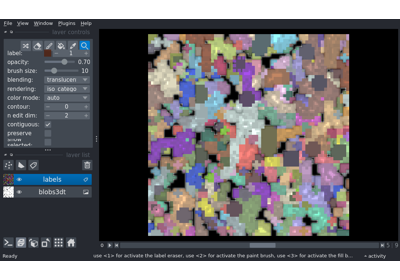 File View Window Plugins Help
layer controls
label: 1
opacity: 0.70
brush size: 10
blending: translucen
rendering: iso_catego
color mode: auto
contour: 0
n edit dim: 2
contiguous:
preserve
selected:
layer list
labels
blobs3dt
Ready
use <1> for activate the label eraser, use <2> for activate the paint brush, use <3> for activate the fill b...
activity